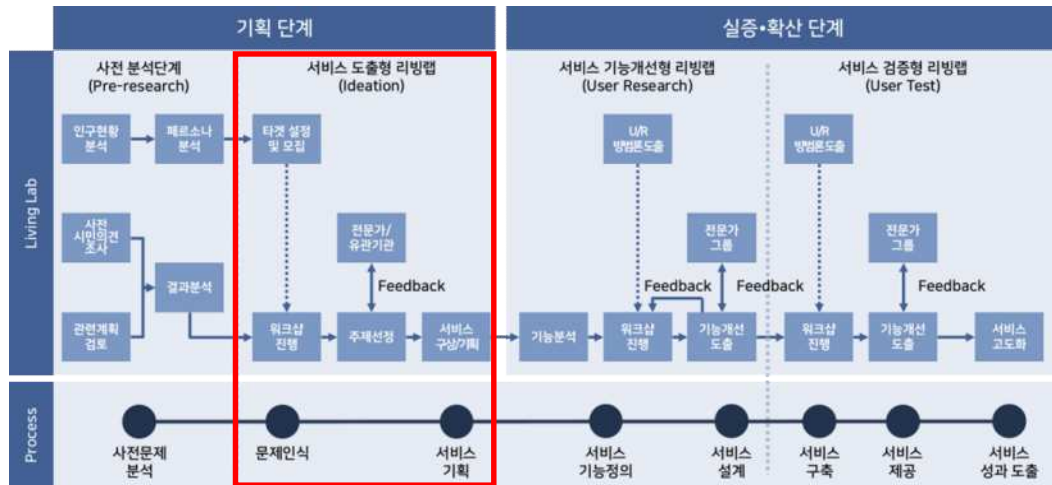 기획 단계
실증•확산 단계
Living Lab
사전 분석단계
(Pre-research)
서비스 도출형 리빙랩
(Ideation)
서비스 기능개선형 리빙랩
(User Research)
서비스 검증형 리빙랩
(User Test)
인구현황
분석
페르소나
분석
타겟 설정
및 모집
U/R
방법론도출
U/R
방법론도출
사전
시민의견
조사
전문가/
유관기관
전문가
그룹
전문가
그룹
결과분석
Feedback
Feedback
Feedback
Feedback
관련계획
검토
워크샵
진행
주제선정
서비스
구상/기획
기능분석
워크샵
진행
기능개선
도출
워크샵
진행
기능개선
도출
서비스
고도화
Process
사전문제
분석
문제인식
서비스
기획
서비스
기능정의
서비스
설계
서비스
구축
서비스
제공
서비스
성과 도출